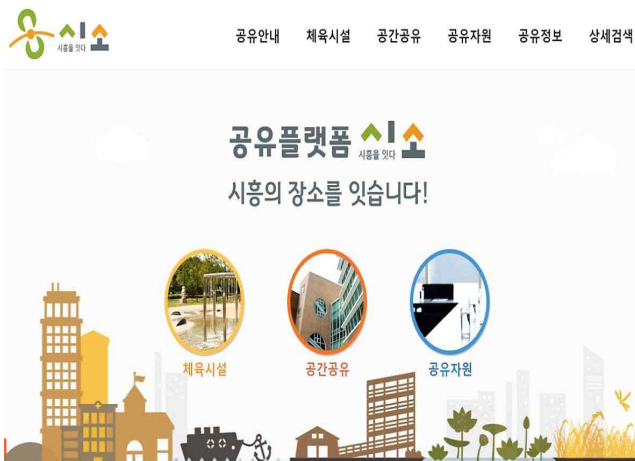 시소
시흥을 잇다
공유안내 체육시설 공간공유 공유자원 공유정보 상세검색
공유플랫폼 시소
시흥을 잇다
시흥의 장소를 잇습니다!
체육시설 공간공유 공유자원